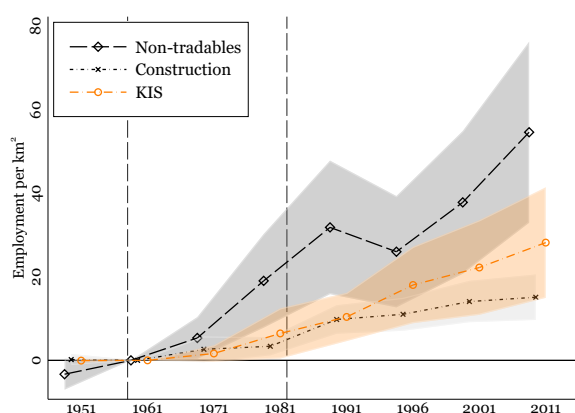 80
60
40
20
0
Employment per km²
Non-tradables
Construction
KIS
1951 1961 1971 1981 1991 1996 2001 2011